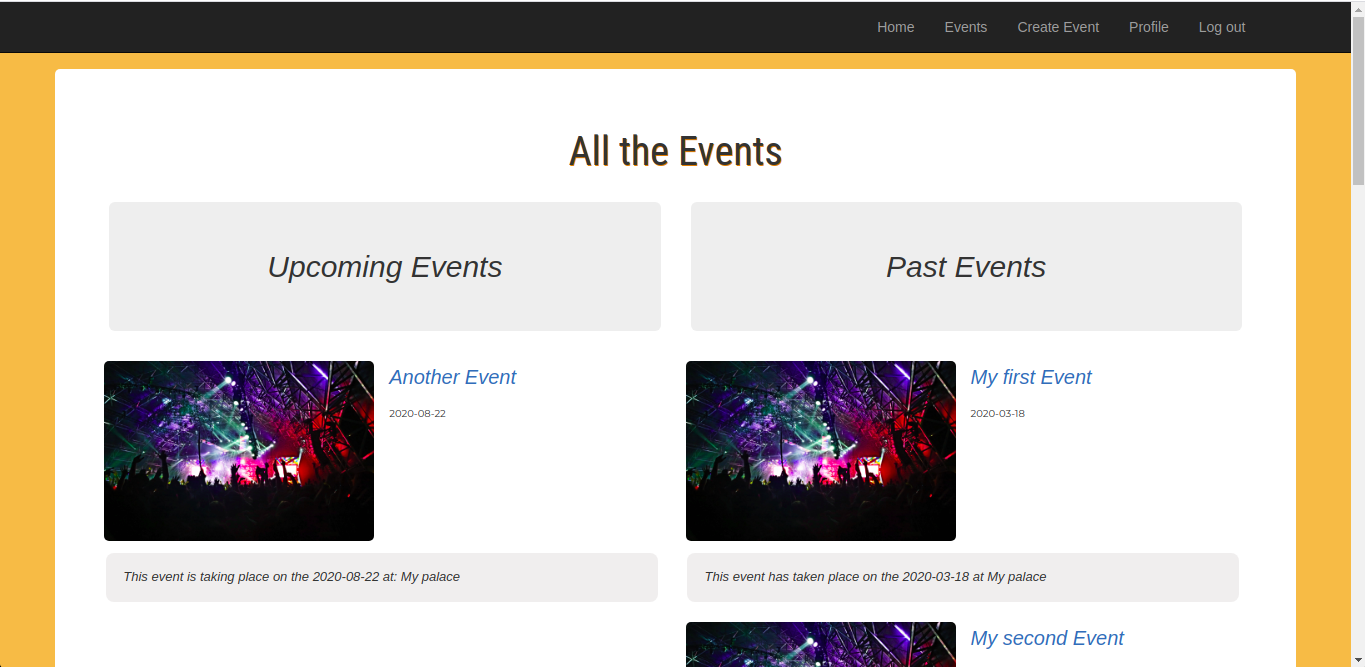 Home Events Create Event Profile Log out
All the Events
Upcoming Events
Past Events
Another Event
2020-08-22
This event is taking place on the 2020-08-22 at: My palace
My first Event
2020-03-18
This event has taken place on the 2020-03-18 at My palace
My second Event